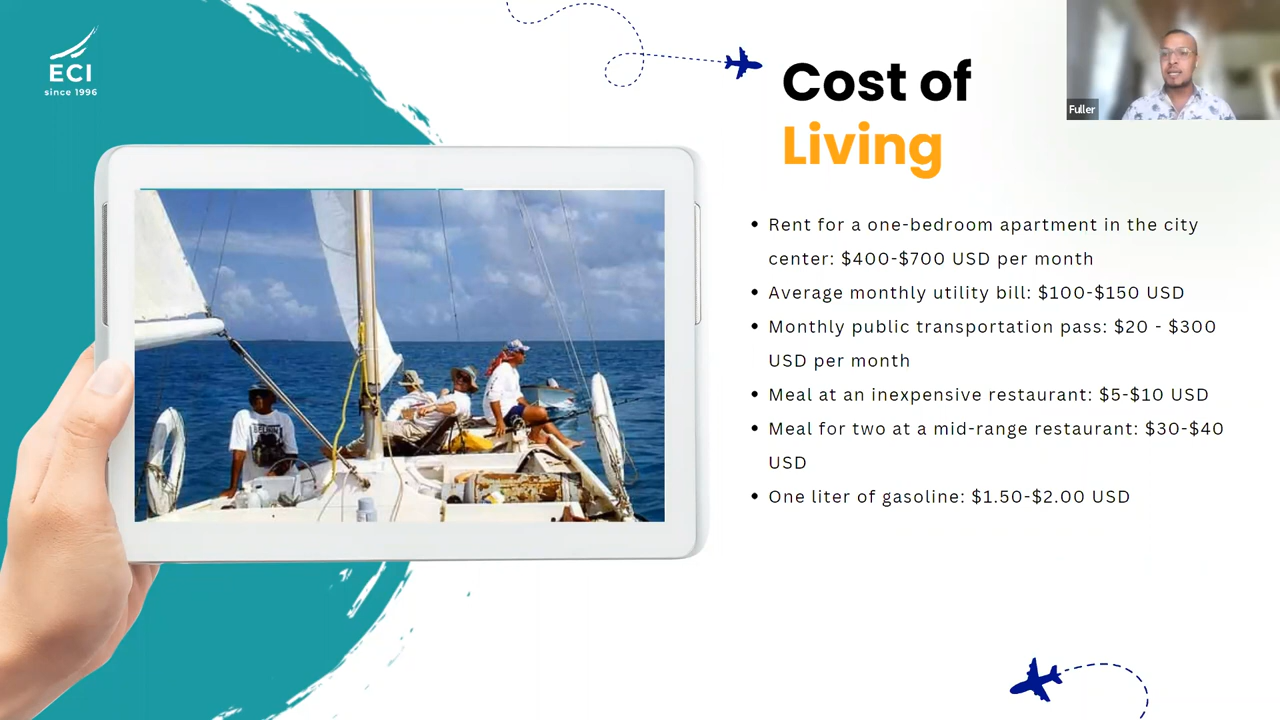 ECI
since 1996
Cost of
Living
Fuller
• Rent for a one-bedroom apartment in the city
center: $400-$700 USD per month
• Average monthly utility bill: $100-$150 USD
• Monthly public transportation pass: $20 - $300
USD per month
• Meal at an inexpensive restaurant: $5-$10 USD
• Meal for two at a mid-range restaurant: $30-$40
USD
• One liter of gasoline: $1.50-$2.00 USD